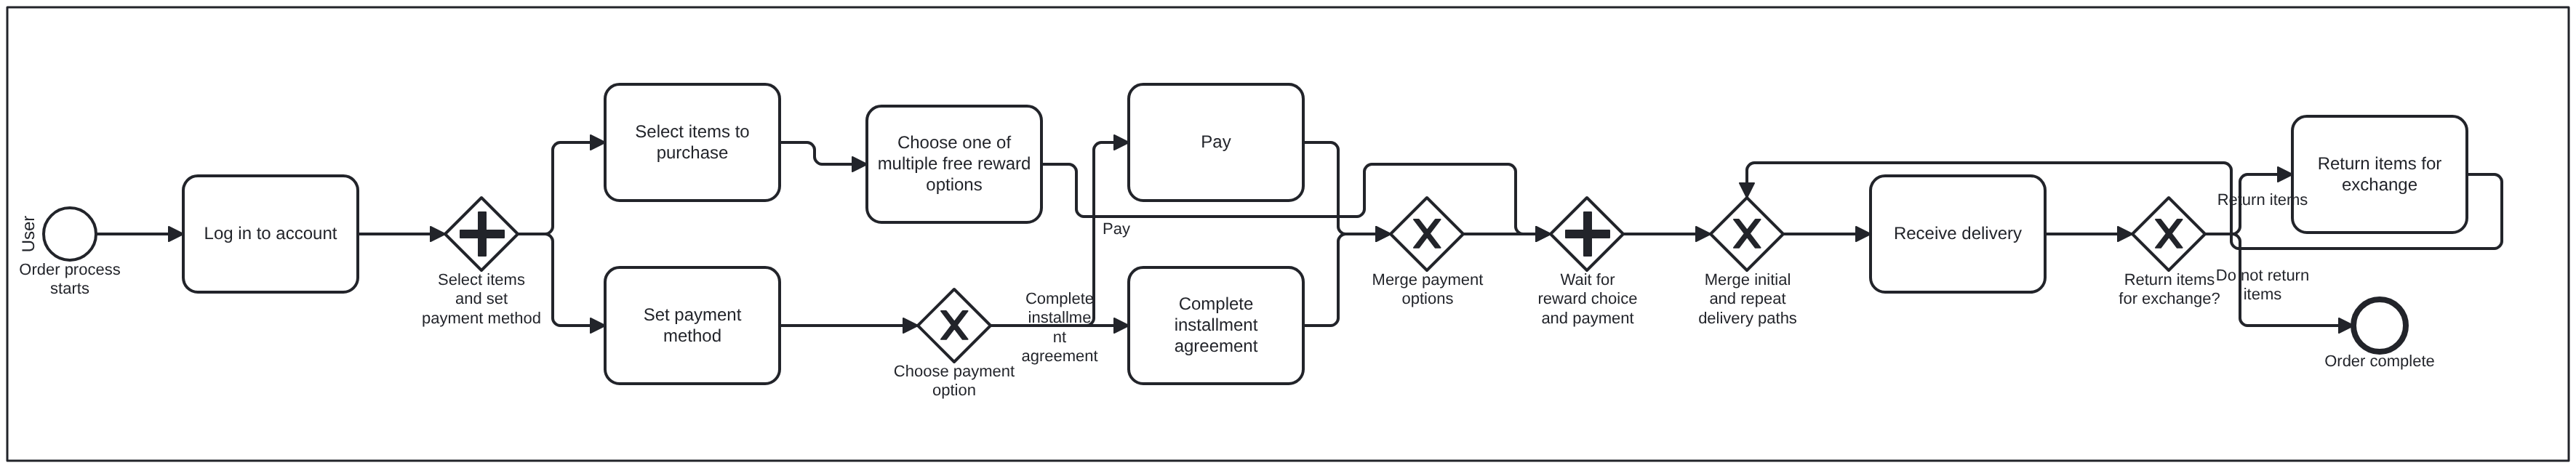 User
Order process
starts
Log in to account
Select items
and set
payment method
Select items to
purchase
Set payment
method
Choose one of
multiple free reward
options
Choose payment
option
Pay
Complete
installme
nt
agreement
Pay
Complete
installment
agreement
Merge payment
options
Wait for
reward choice
and payment
Merge initial
and repeat
delivery paths
Receive delivery
Return items
for exchange?
Return items
Do not return
items
Return items for
exchange
Order complete